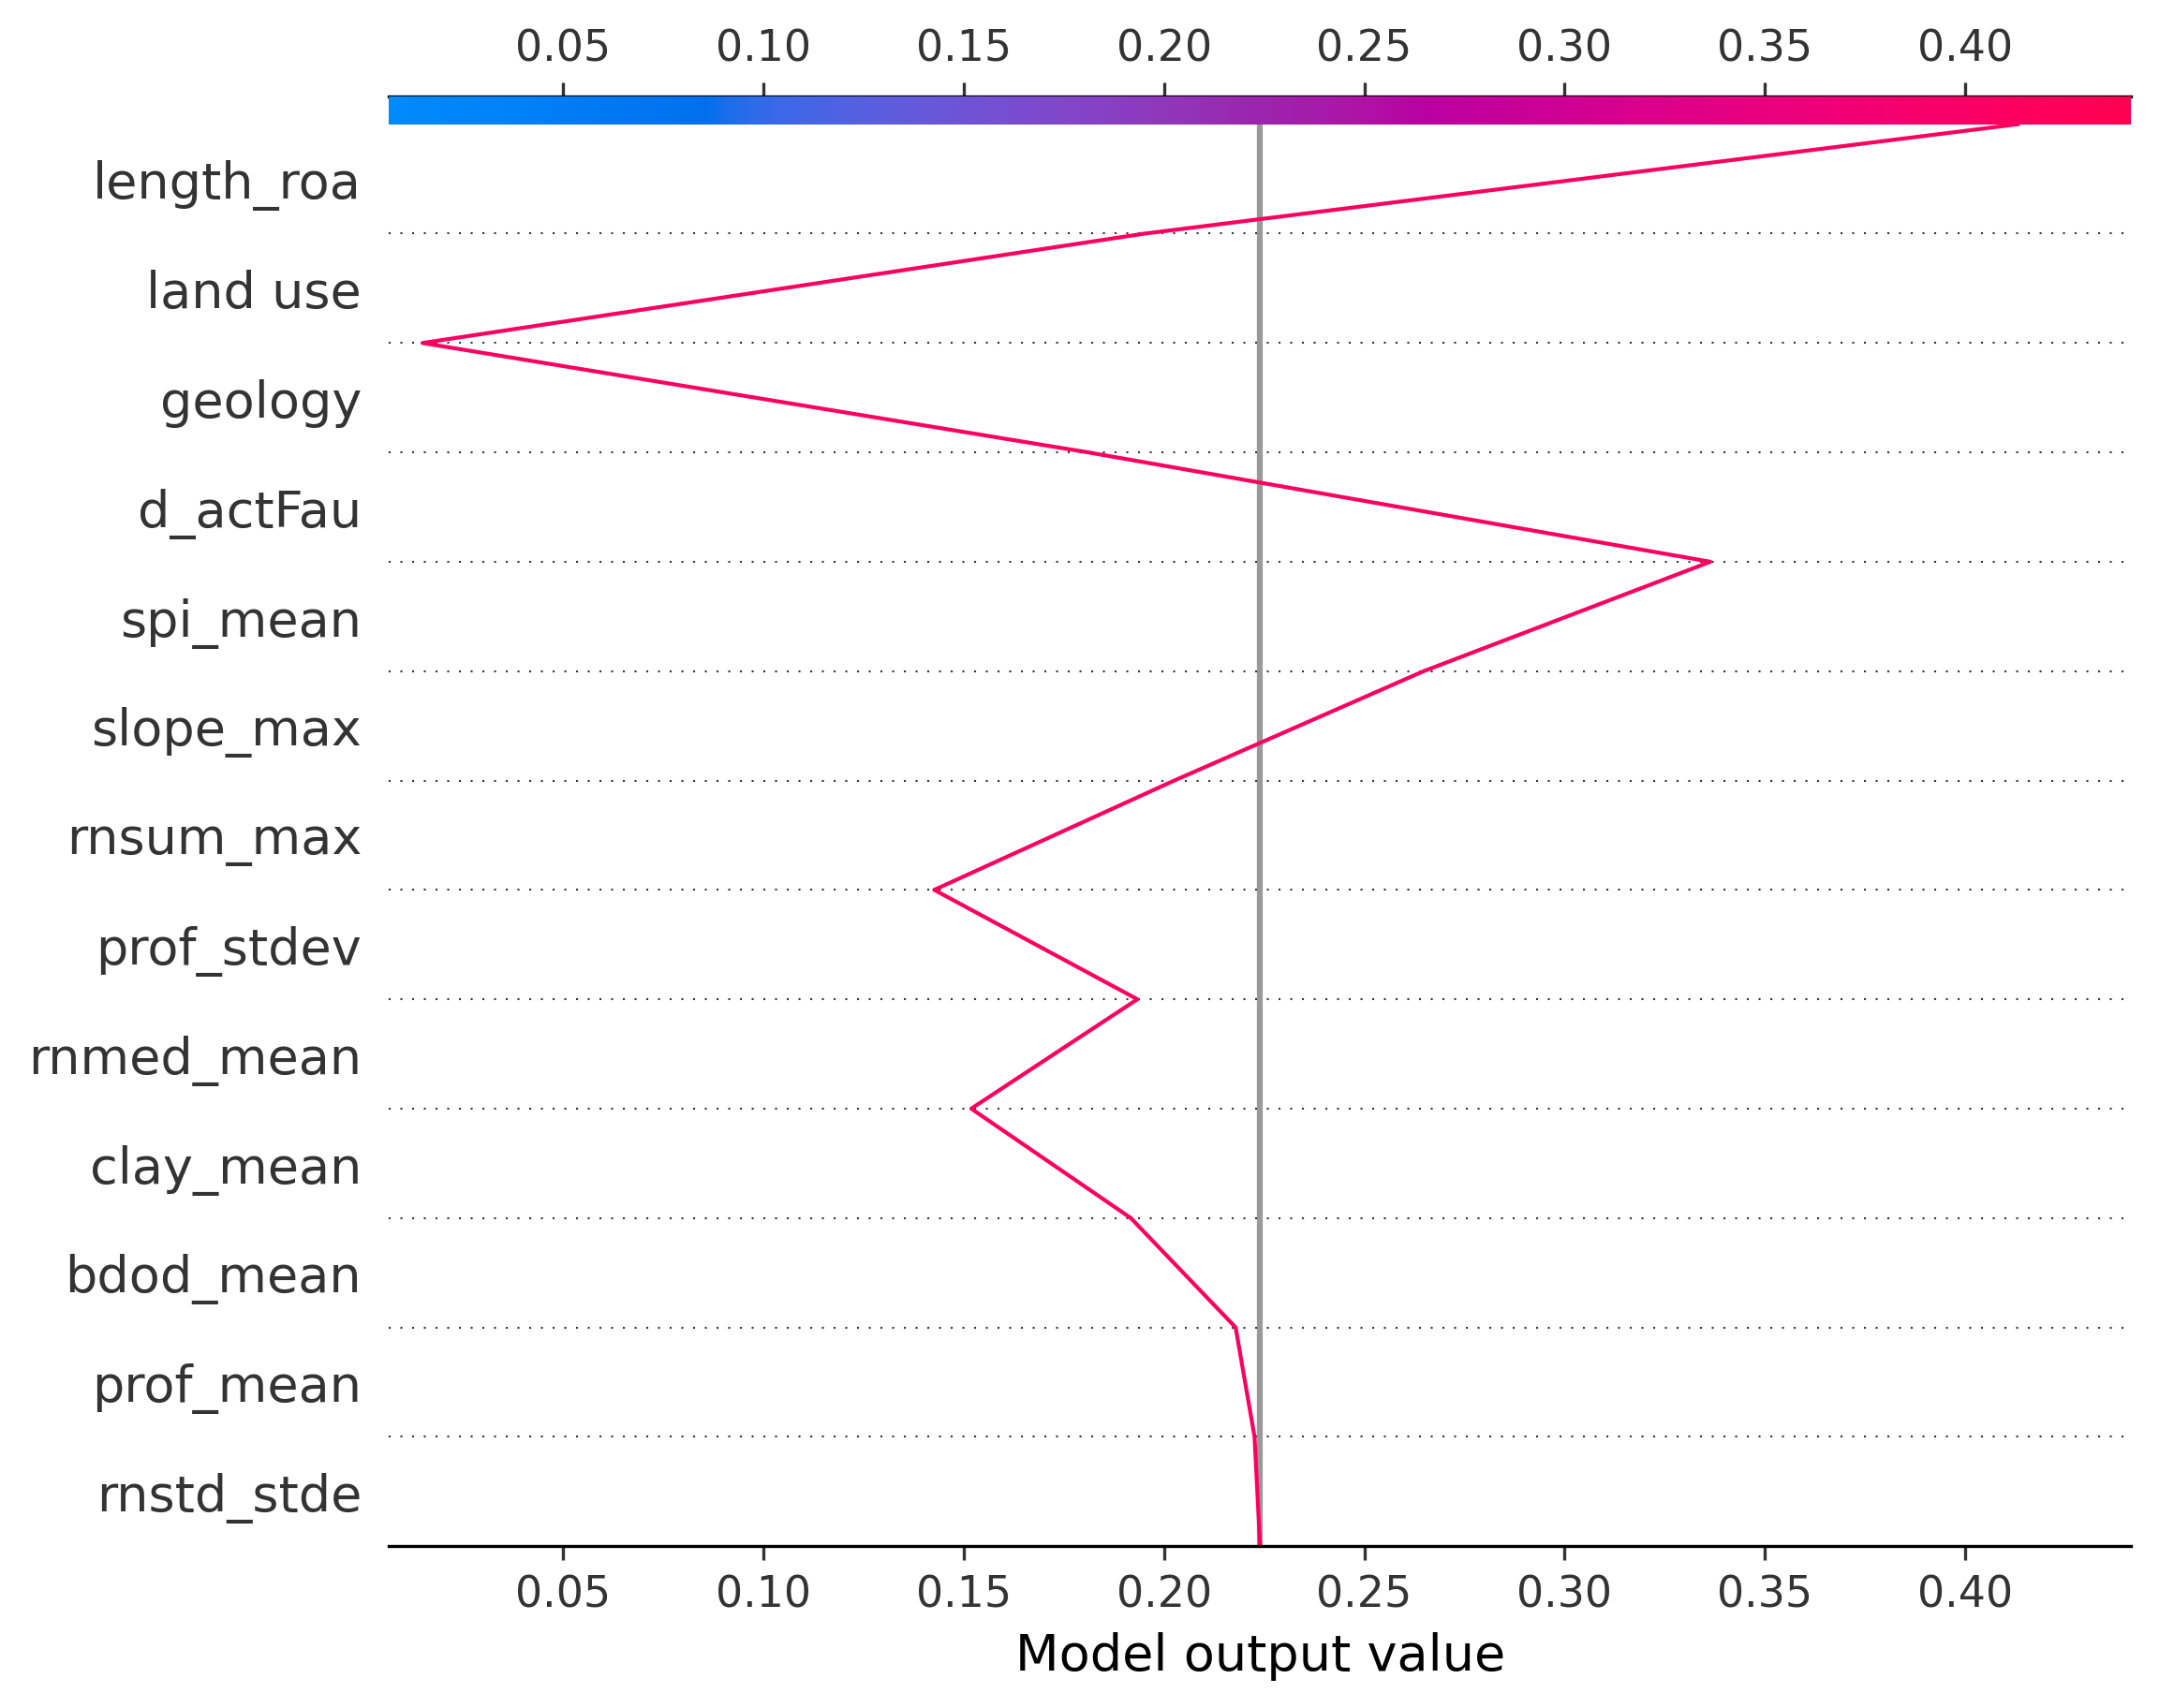 0.05 0.10 0.15 0.20 0.25 0.30 0.35 0.40
length_roa
land use
geology
d_actFau
spi_mean
slope_max
rnsum_max
prof_stdev
rnmed_mean
clay_mean
bdod_mean
prof_mean
rnstd_stde
0.05 0.10 0.15 0.20 0.25 0.30 0.35 0.40
Model output value